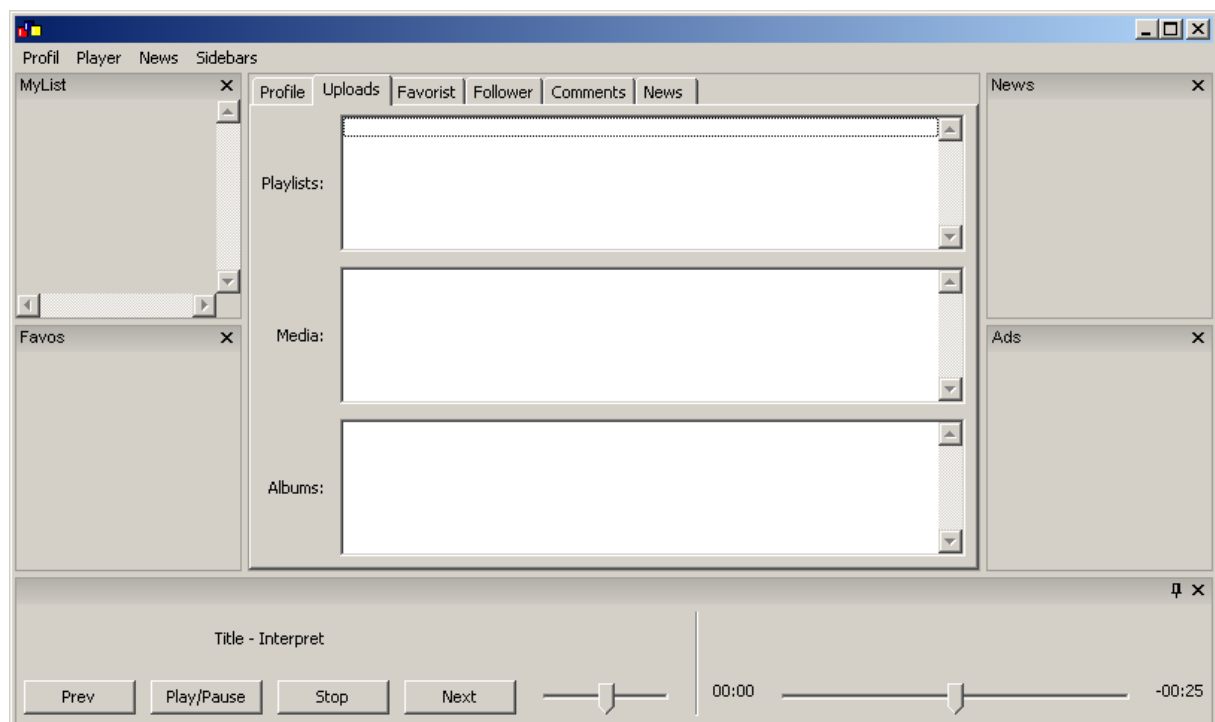 Profil Player News Sidebars
MyList
Profile Uploads Favorist Follower Comments News
News
Playlists:
Media:
Favos
Ads
Albums:
Title - Interpret
Prev Play/Pause Stop Next 00:00 -00:25